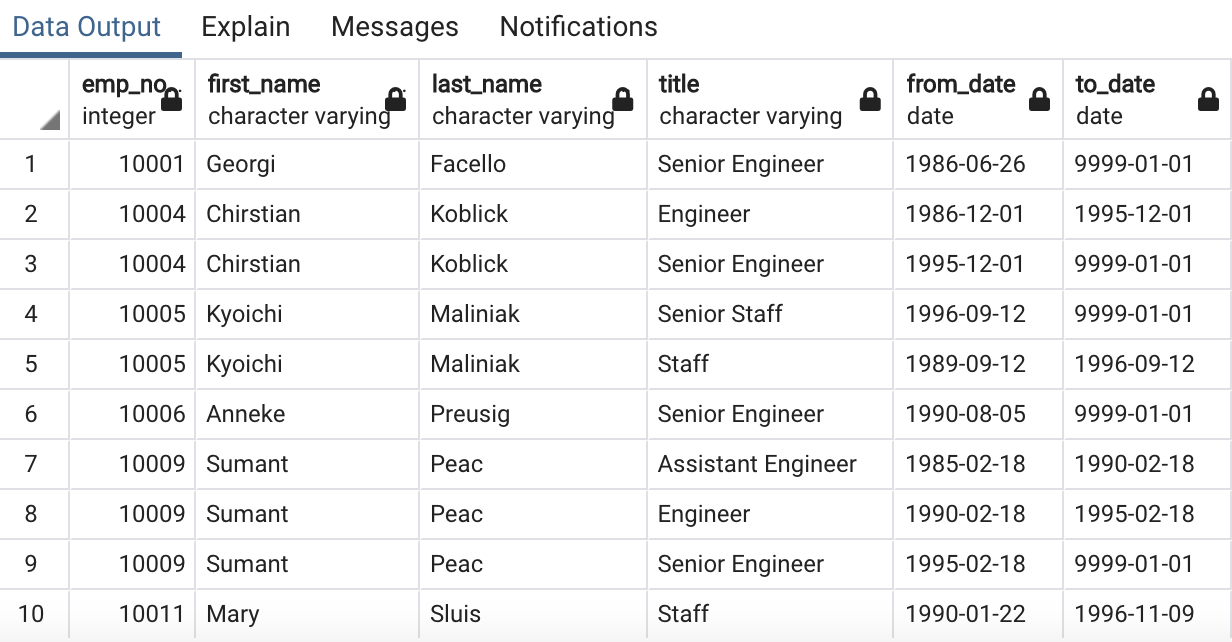 Data Output Explain Messages Notifications
emp_no first_name last_name title from_date to_date
integer character varying character varying character varying date date
1 10001 Georgi Facello Senior Engineer 1986-06-26 9999-01-01
2 10004 Chirstian Koblick Engineer 1986-12-01 1995-12-01
3 10004 Chirstian Koblick Senior Engineer 1995-12-01 9999-01-01
4 10005 Kyoichi Maliniak Senior Staff 1996-09-12 9999-01-01
5 10005 Kyoichi Maliniak Staff 1989-09-12 1996-09-12
6 10006 Anneke Preusig Senior Engineer 1990-08-05 9999-01-01
7 10009 Sumant Peac Assistant Engineer 1985-02-18 1990-02-18
8 10009 Sumant Peac Engineer 1990-02-18 1995-02-18
9 10009 Sumant Peac Senior Engineer 1995-02-18 9999-01-01
10 10011 Mary Sluis Staff 1990-01-22 1996-11-09